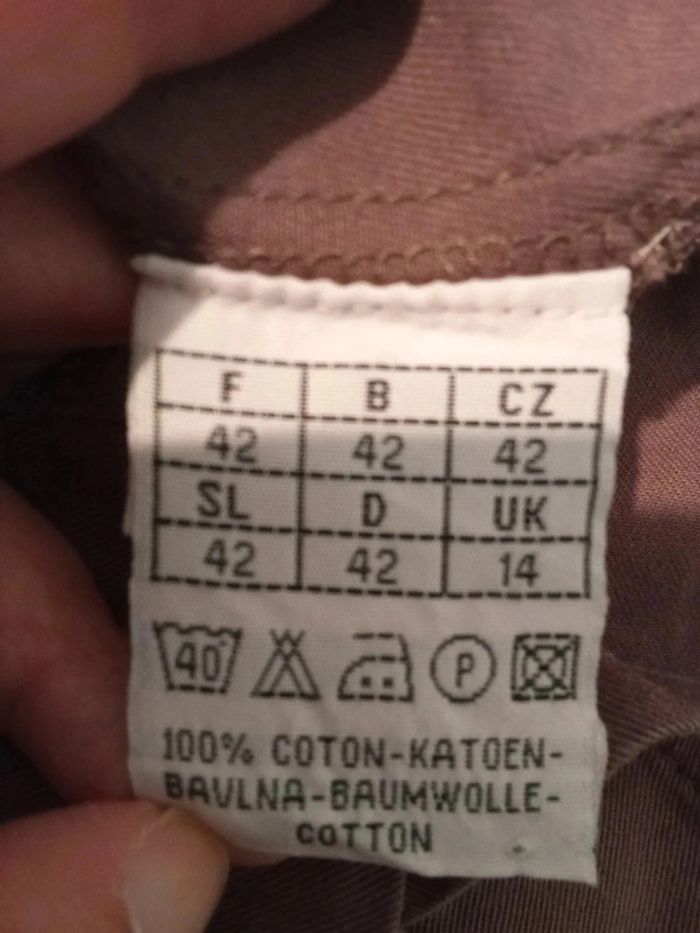 F B CZ
42 42 42
SL D UK
42 42 14
40° P
100% COTON-KATOEN-
BAVLNA-BAUMWOLLE-
COTTON